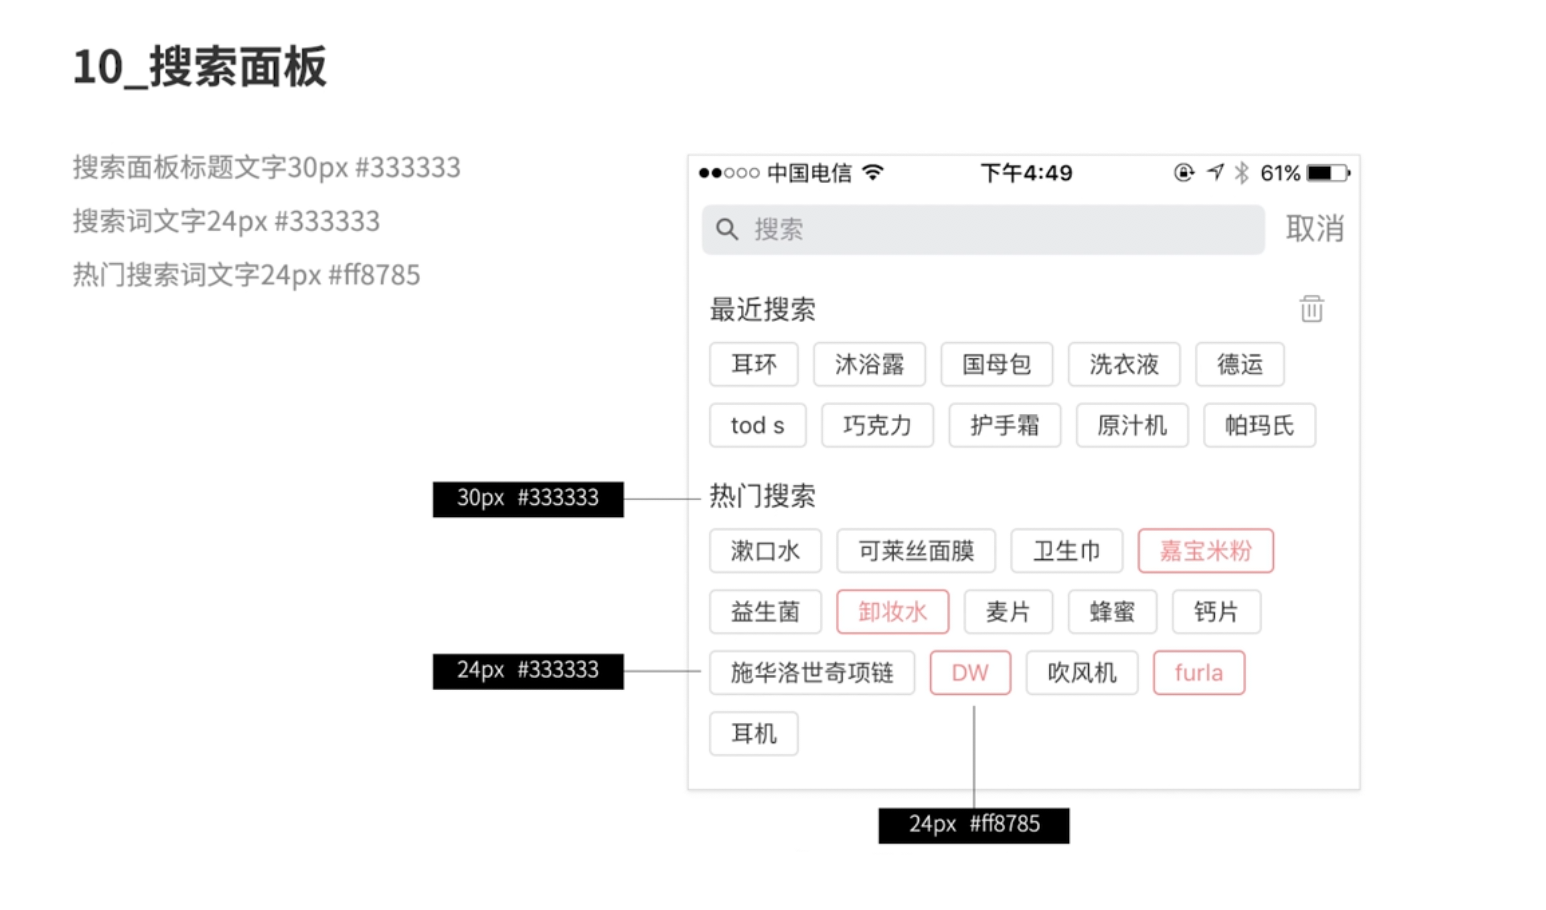 10_搜索面板
搜索面板标题文字30px #333333
搜索词文字24px #333333
热门搜索词文字24px #ff8785
中国电信 下午4:49 61%
搜索 取消
最近搜索
耳环 沐浴露 国母包 洗衣液 德运
tod s 巧克力 护手霜 原汁机 帕玛氏
30px #333333 热门搜索
漱口水 可莱丝面膜 卫生巾 嘉宝米粉
益生菌 卸妆水 麦片 蜂蜜 钙片
24px #333333 施华洛世奇项链 DW 吹风机 furla
耳机
24px #ff8785